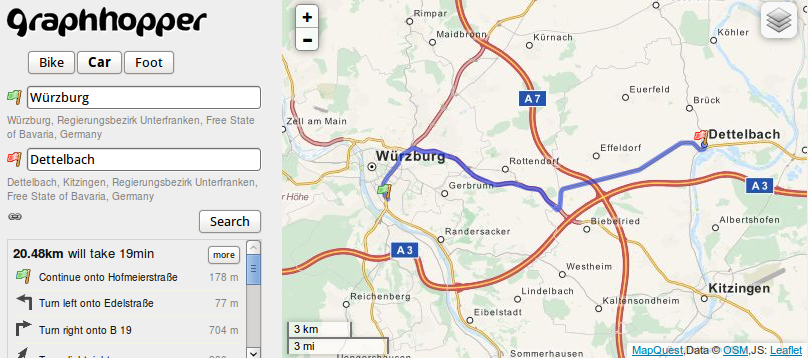 graphhopper
Bike Car Foot
Würzburg
Würzburg, Regierungsbezirk Unterfranken, Free State
of Bavaria, Germany
Dettelbach
Dettelbach, Kitzingen, Regierungsbezirk Unterfranken,
Free State of Bavaria, Germany
Search
20.48km will take 19min
more
Continue onto Hofmeierstraße 178 m
Turn left onto Edelstraße 77 m
Turn right onto B 19 704 m
+
−
Rimpar
Maidbronn
Kürnach
Köhler
A 7
Euerfeld
Brück
Zell am Main
Dettelbach
Effeldorf
Würzburg
Rottendorf
er Höhe
Gerbrunn
A 3
Biebelried
Albertshofen
Randersacker
A 3
Westheim
Kitzingen
Reichenberg
Lindelbach
Kaltensondheim
Eibelstadt
3 km
3 mi
Sommerhausen
MapQuest,Data © OSM,JS: Leaflet